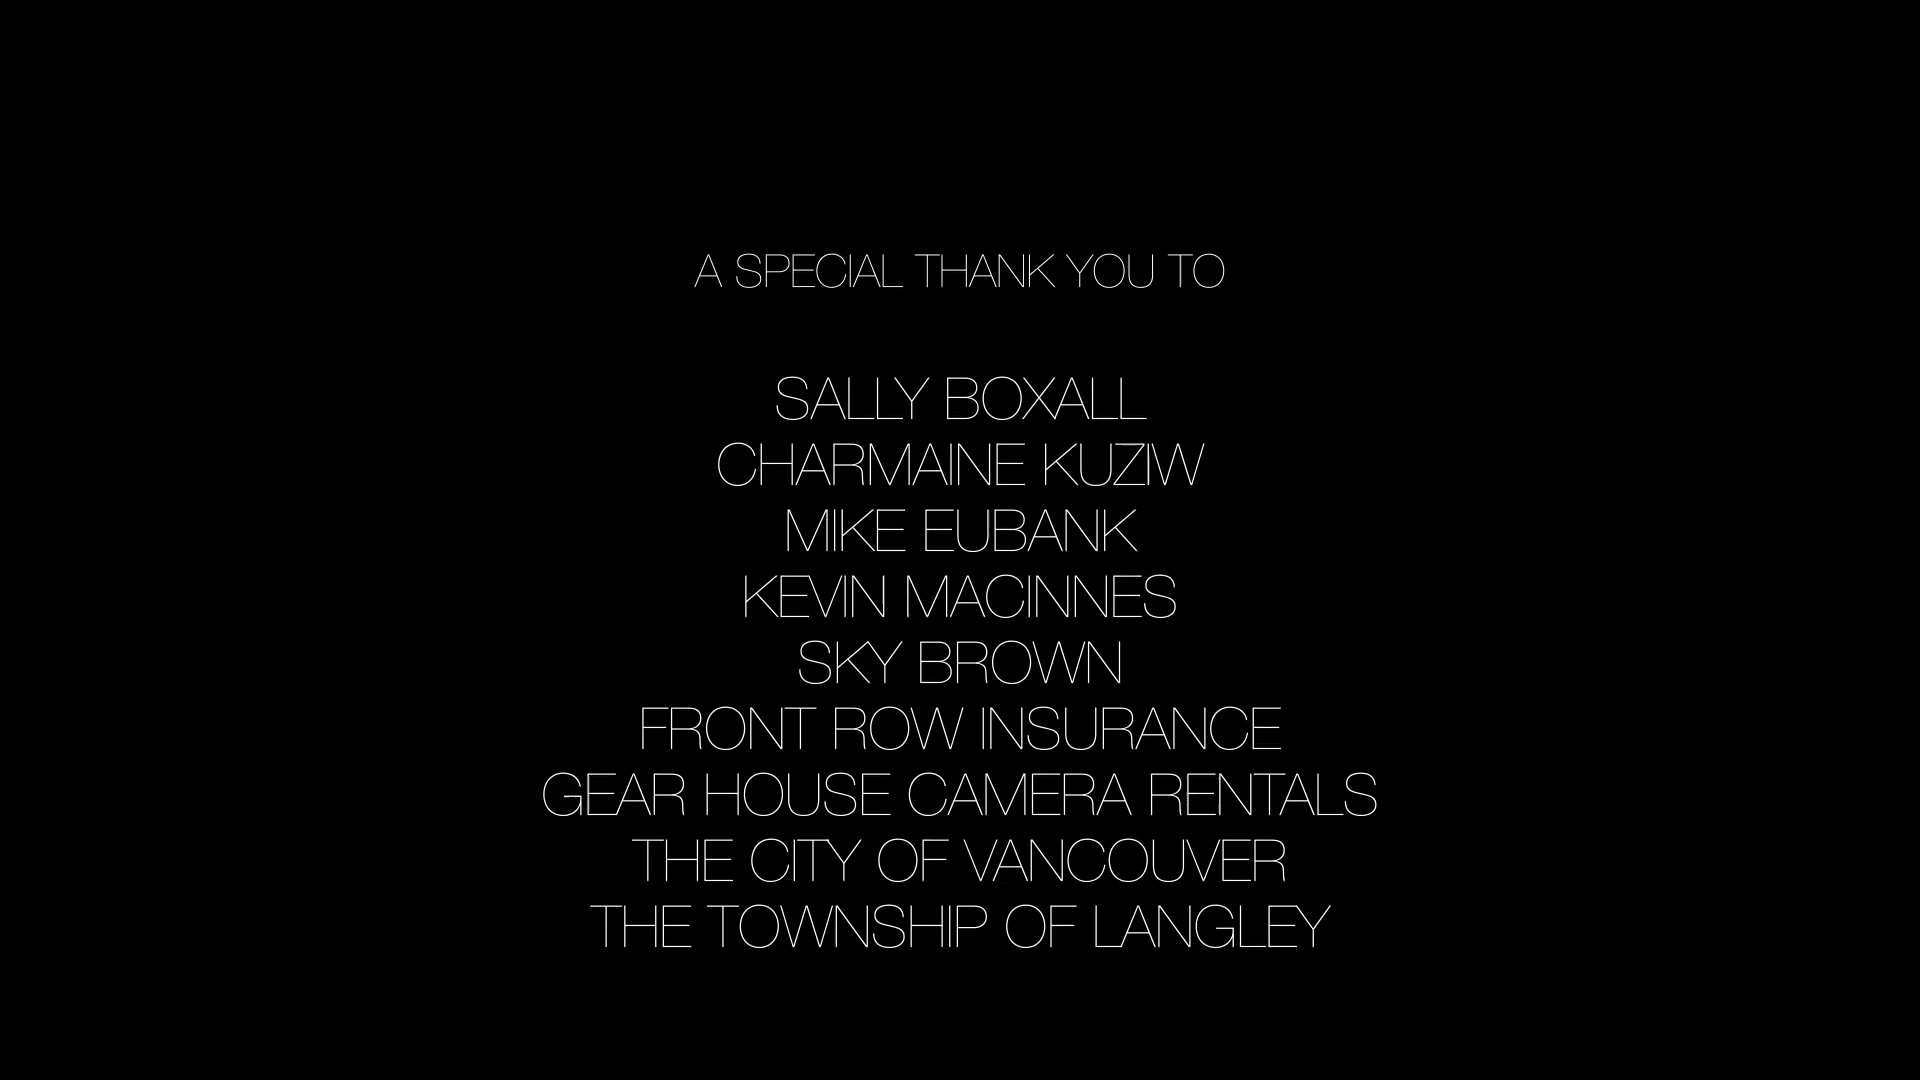 A SPECIAL THANK YOU TO
SALLY BOXALL
CHARMAINE KUZIW
MIKE EUBANK
KEVIN MACINNES
SKY BROWN
FRONT ROW INSURANCE
GEAR HOUSE CAMERA RENTALS
THE CITY OF VANCOUVER
THE TOWNSHIP OF LANGLEY